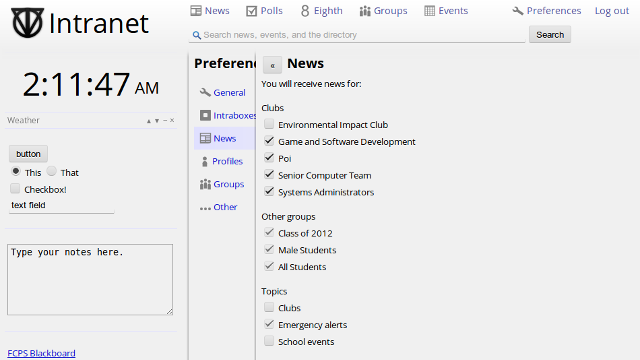 Intranet
News Polls Eighth Groups Events Preferences Log out
Search news, events, and the directory Search
2:11:47 AM
Weather
button
This That
Checkbox!
text field
Type your notes here.
FCPS Blackboard
Preferen
General
Intraboxes
News
Profiles
Groups
Other
« News
You will receive news for:
Clubs
Environmental Impact Club
Game and Software Development
Poi
Senior Computer Team
Systems Administrators
Other groups
Class of 2012
Male Students
All Students
Topics
Clubs
Emergency alerts
School events